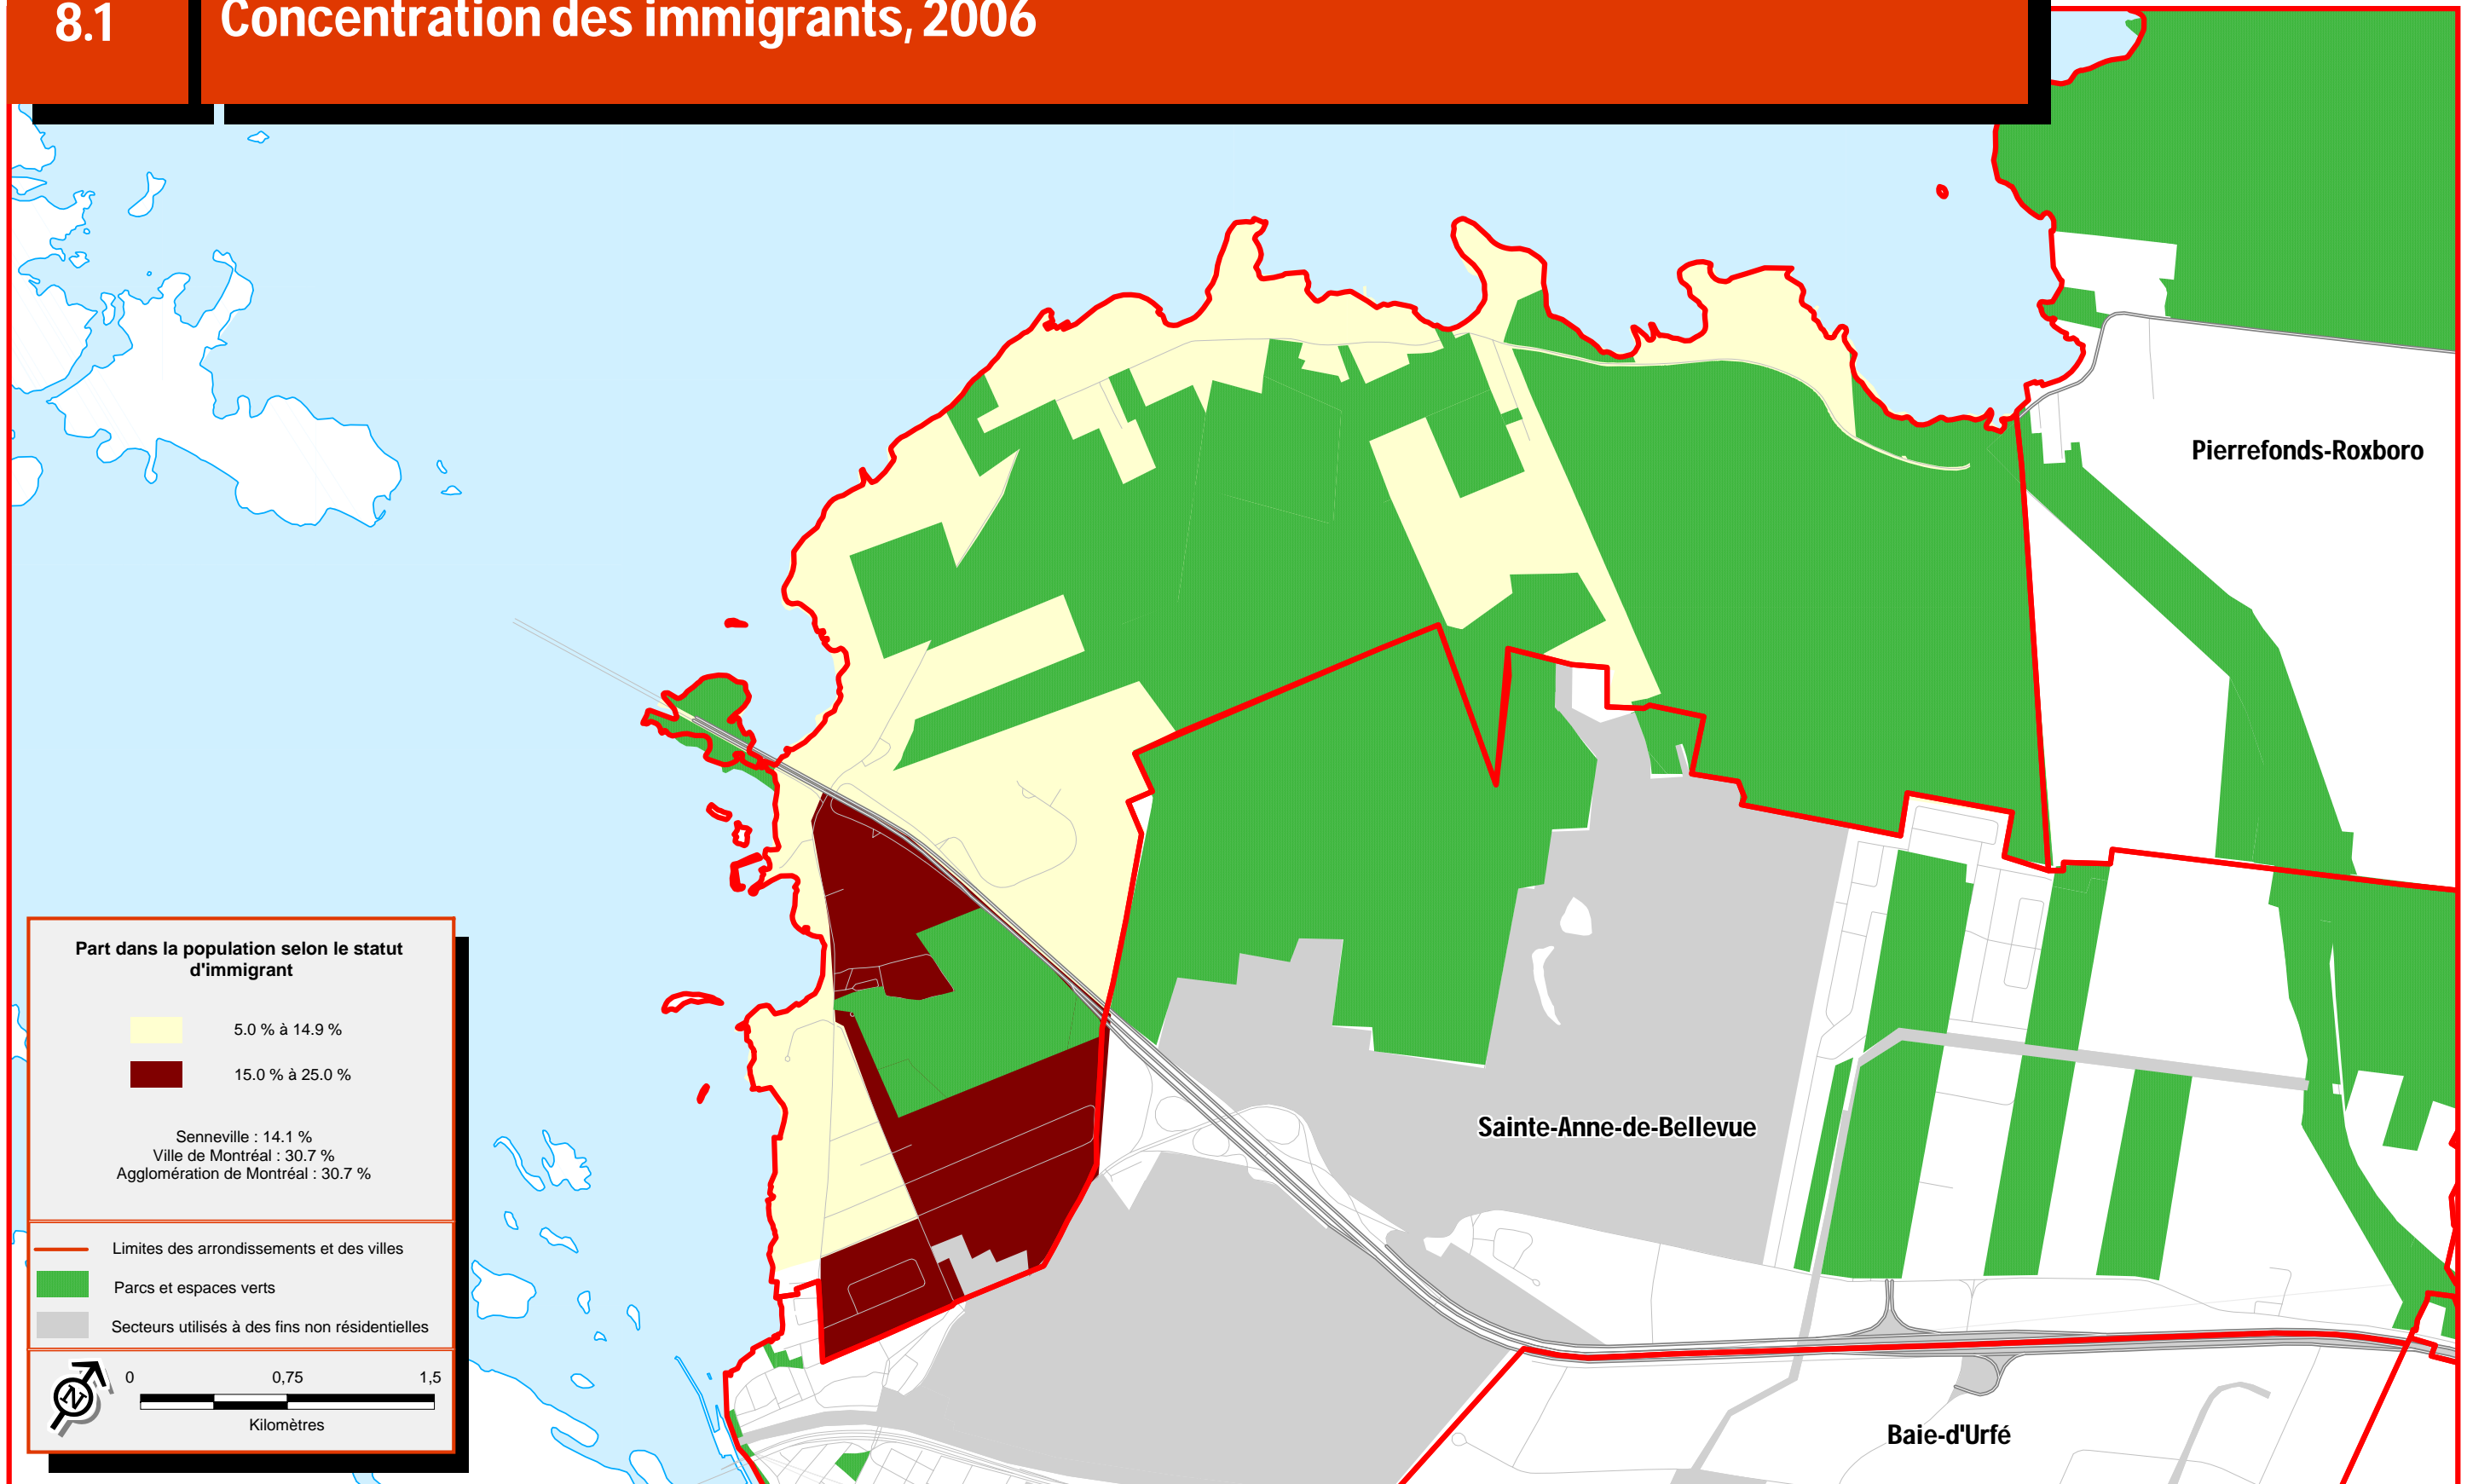 8.1
Concentration des immigrants, 2006
Pierrefonds-Roxboro
Part dans la population selon le statut
d'immigrant
5.0 % à 14.9 %
15.0 % à 25.0 %
Senneville : 14.1 %
Ville de Montréal : 30.7 %
Agglomération de Montréal : 30.7 %
Limites des arrondissements et des villes
Parcs et espaces verts
Secteurs utilisés à des fins non résidentielles
N
0 0,75 1,5
Kilomètres
Sainte-Anne-de-Bellevue
Baie-d'Urfé